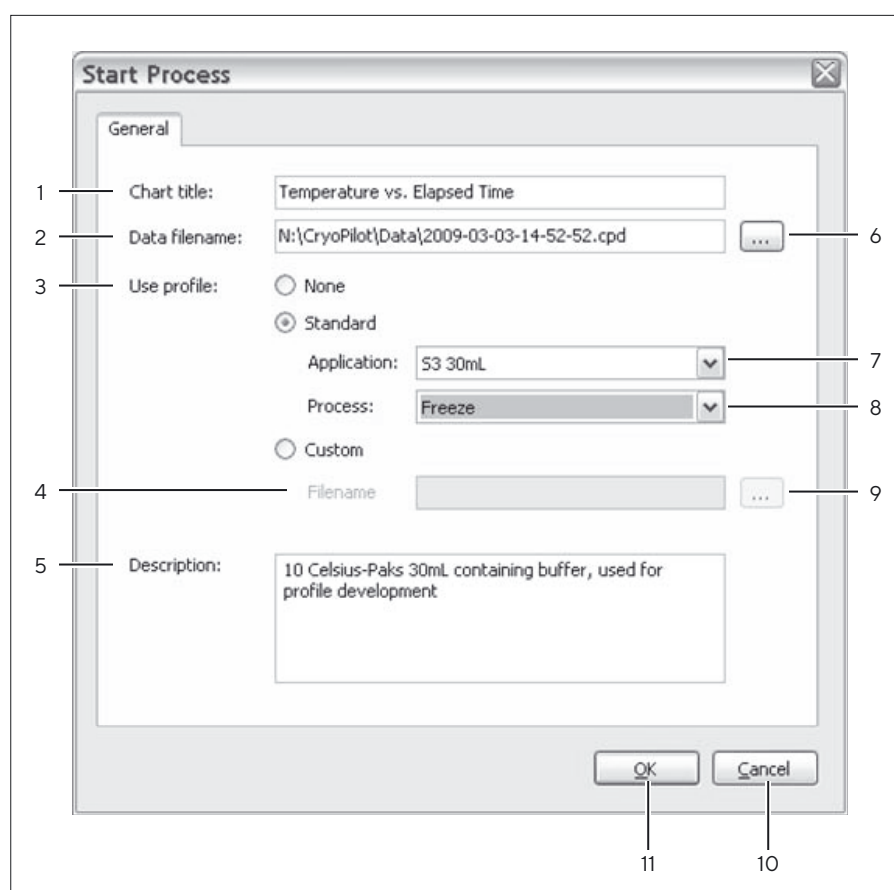 Start Process
General
1 Chart title: Temperature vs. Elapsed Time
2 Data filename: N:\CryoPilot\Data\2009-03-03-14-52-52.cpd ... 6
3 Use profile: None
Standard
Application: S3 30mL 7
Process: Freeze 8
Custom
4 Filename ... 9
5 Description: 10 Celsius-Paks 30mL containing buffer, used for
profile development
OK Cancel
11 10